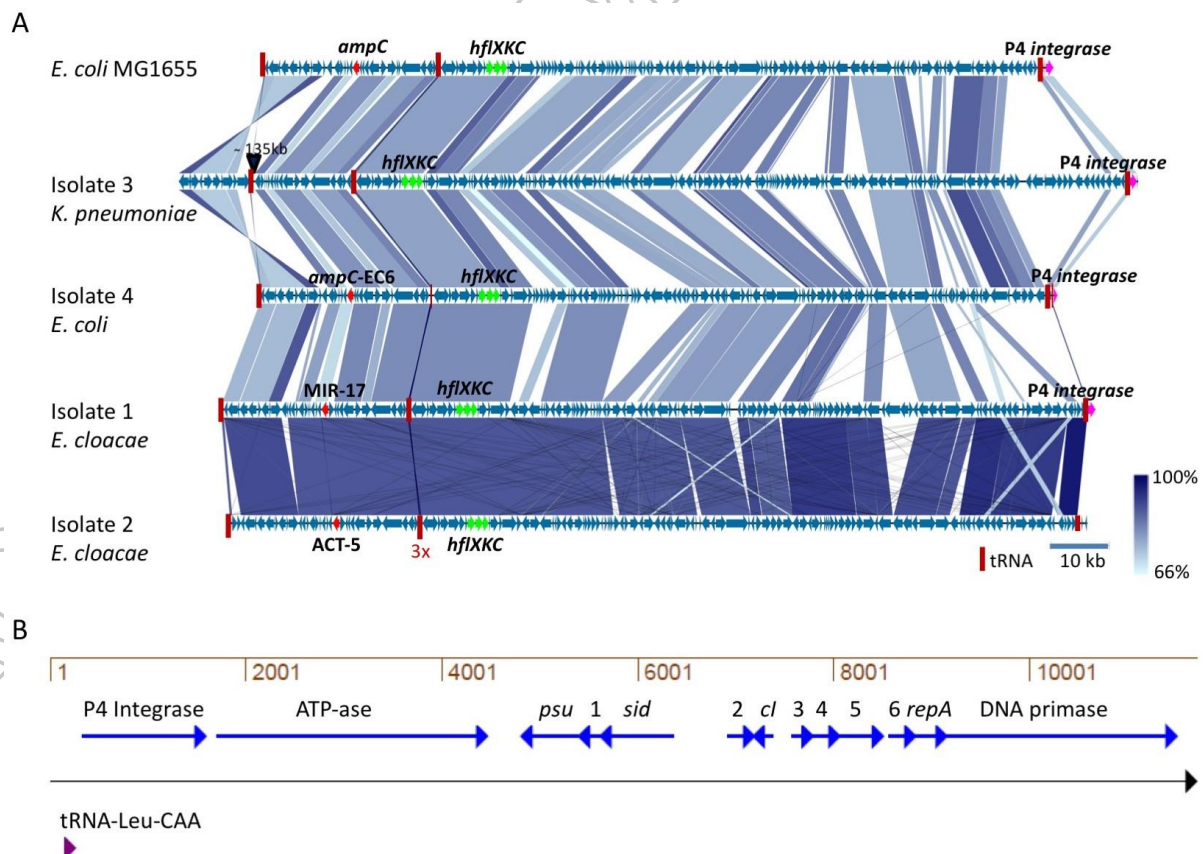 A
ampC hflXKC P4 integrase
E. coli MG1655
~ 135kb
hflXKC P4 integrase
Isolate 3
K. pneumoniae
ampC-EC6 hflXKC P4 integrase
Isolate 4
E. coli
MIR-17 hflXKC P4 integrase
Isolate 1
E. cloacae
100%
Isolate 2
E. cloacae
ACT-5 3x hflXKC
tRNA 10 kb 66%
B
1 2001 4001 6001 8001 10001
P4 Integrase ATP-ase psu 1 sid 2 cI 3 4 5 6 repA DNA primase
tRNA-Leu-CAA